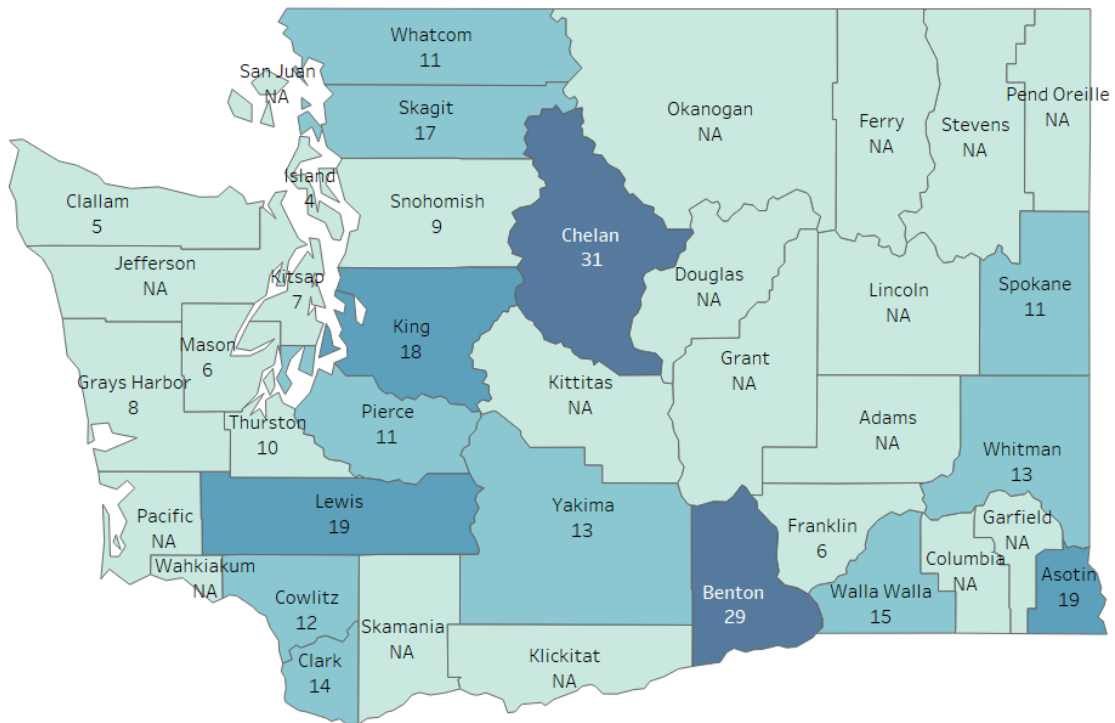 Whatcom
11
San Juan
NA
Skagit
17
Okanogan
NA
Ferry
NA
Stevens
NA
Pend Oreille
NA
Island
4
Clallam
5
Snohomish
9
Chelan
31
Jefferson
NA
Kitsap
7
Douglas
NA
Lincoln
NA
Spokane
11
King
18
Mason
6
Grays Harbor
8
Grant
NA
Kittitas
NA
Pierce
11
Thurston
10
Adams
NA
Whitman
13
Lewis
19
Yakima
13
Pacific
NA
Franklin
6
Garfield
NA
Columbia
NA
Wahkiakum
NA
Asotin
19
Cowlitz
12
Benton
29
Walla Walla
15
Skamania
NA
Clark
14
Klickitat
NA